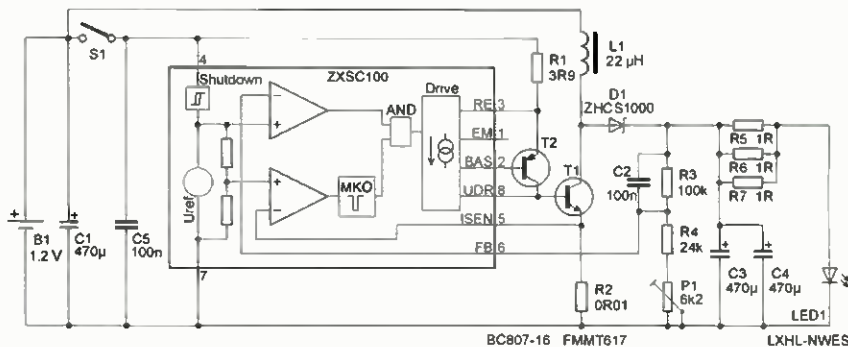 S1
+
B1
1.2 V
+
C1
470µ
C5
100n
4
Shutdown
ZXSC100
Uref
-
+
+
-
AND
MKO
Drive
RE 3
EM 1
BAS 2
UDR 8
ISEN 5
FB 6
7
R1
3R9
L1
22 µH
D1
ZHCS1000
T2
T1
C2
100n
R3
100k
R4
24k
P1
6k2
R2
0R01
R5 1R
R6 1R
R7 1R
+
C3
470µ
+
C4
470µ
LED1
BC807-16 FMMT617
LXHL-NWES